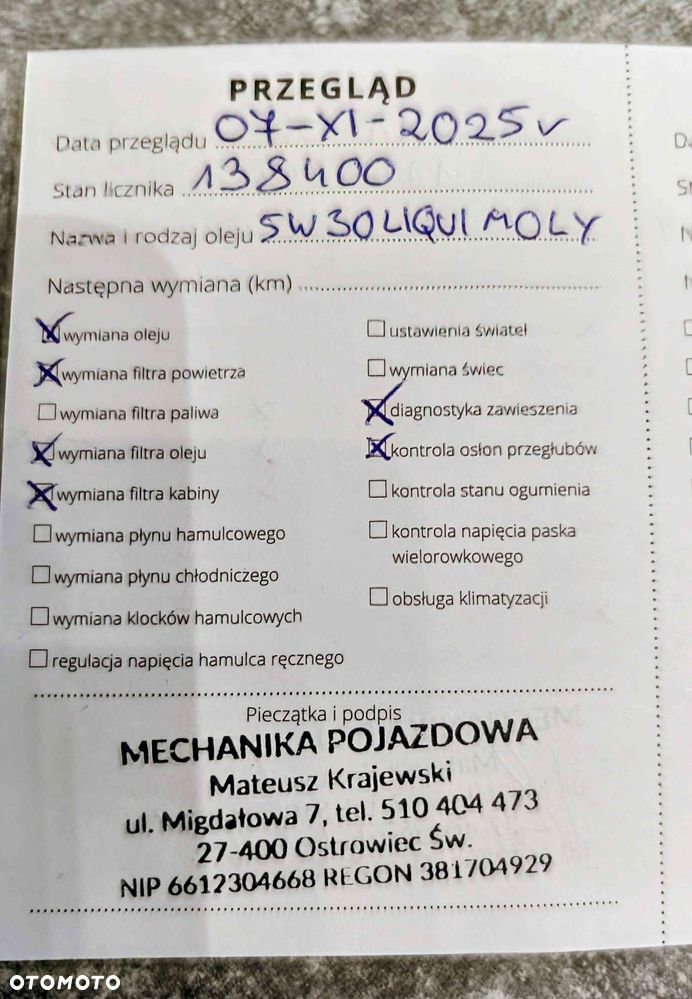 PRZEGLĄD
Data przeglądu 07-XI-2025r
Stan licznika 138400
Nazwa i rodzaj oleju 5W30 LIQUI MOLY
Następna wymiana (km)
wymiana oleju
wymiana filtra powietrza
wymiana filtra paliwa
wymiana filtra oleju
wymiana filtra kabiny
wymiana płynu hamulcowego
wymiana płynu chłodniczego
wymiana klocków hamulcowych
regulacja napięcia hamulca ręcznego
ustawienia świateł
wymiana świec
diagnostyka zawieszenia
kontrola osłon przegłubów
kontrola stanu ogumienia
kontrola napięcia paska
wielorowkowego
obsługa klimatyzacji
Pieczątka i podpis
MECHANIKA POJAZDOWA
Mateusz Krajewski
ul. Migdałowa 7, tel. 510 404 473
27-400 Ostrowiec Św.
NIP 6612304668 REGON 381704929
OTOMOTO